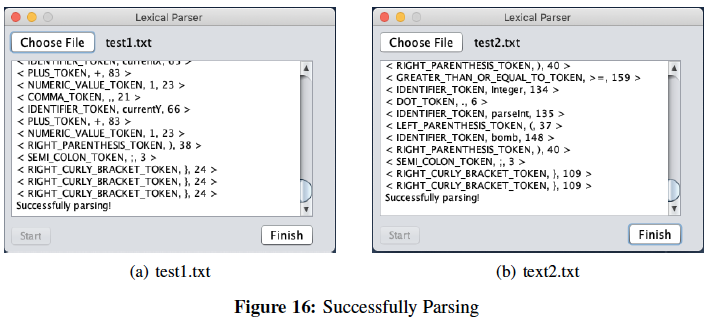 Lexical Parser
Choose File test1.txt
< PLUS_TOKEN, +, 83 >
< NUMERIC_VALUE_TOKEN, 1, 23 >
< COMMA_TOKEN, ,, 21 >
< IDENTIFIER_TOKEN, currentY, 66 >
< PLUS_TOKEN, +, 83 >
< NUMERIC_VALUE_TOKEN, 1, 23 >
< RIGHT_PARENTHESIS_TOKEN, ), 38 >
< SEMI_COLON_TOKEN, ;, 3 >
< RIGHT_CURLY_BRACKET_TOKEN, }, 24 >
< RIGHT_CURLY_BRACKET_TOKEN, }, 24 >
< RIGHT_CURLY_BRACKET_TOKEN, }, 24 >
Successfully parsing!
Start Finish
(a) test1.txt
Lexical Parser
Choose File test2.txt
< RIGHT_PARENTHESIS_TOKEN, ), 40 >
< GREATER_THAN_OR_EQUAL_TO_TOKEN, >=, 159 >
< IDENTIFIER_TOKEN, Integer, 134 >
< DOT_TOKEN, ., 6 >
< IDENTIFIER_TOKEN, parseInt, 135 >
< LEFT_PARENTHESIS_TOKEN, (, 37 >
< IDENTIFIER_TOKEN, bomb, 148 >
< RIGHT_PARENTHESIS_TOKEN, ), 40 >
< SEMI_COLON_TOKEN, ;, 3 >
< RIGHT_CURLY_BRACKET_TOKEN, }, 109 >
< RIGHT_CURLY_BRACKET_TOKEN, }, 109 >
Successfully parsing!
Start Finish
(b) text2.txt
Figure 16: Successfully Parsing